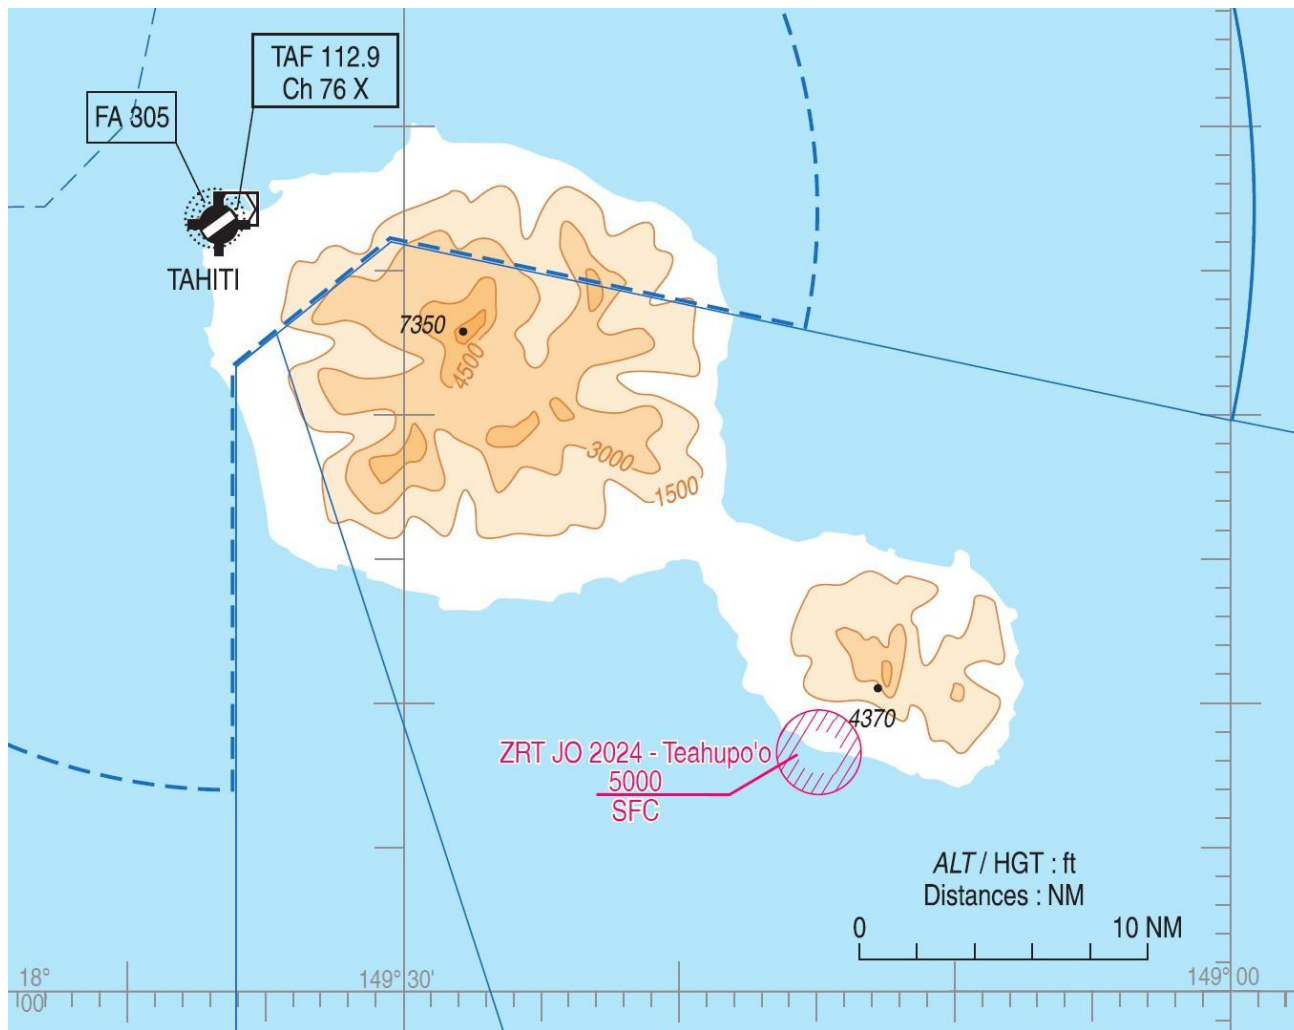 TAF 112.9
Ch 76 X
FA 305
TAHITI
7350
4500
3000
1500
4370
ZRT JO 2024 - Teahupo'o
5000
SFC
ALT / HGT : ft
Distances : NM
0 10 NM
18°
00'
149° 30'
149° 00